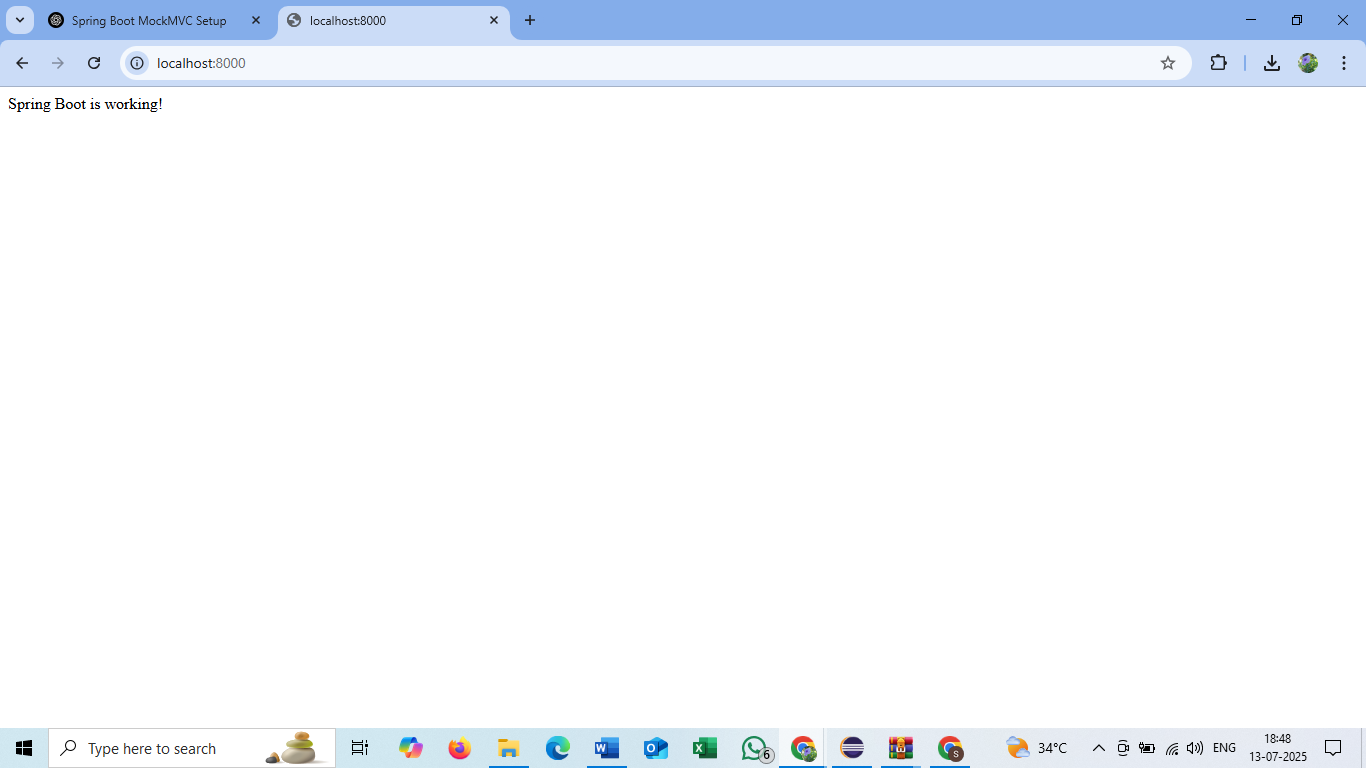 Spring Boot MockMVC Setup
localhost:8000
localhost:8000
Spring Boot is working!
Type here to search
6
S
34°C
ENG
18:48
13-07-2025